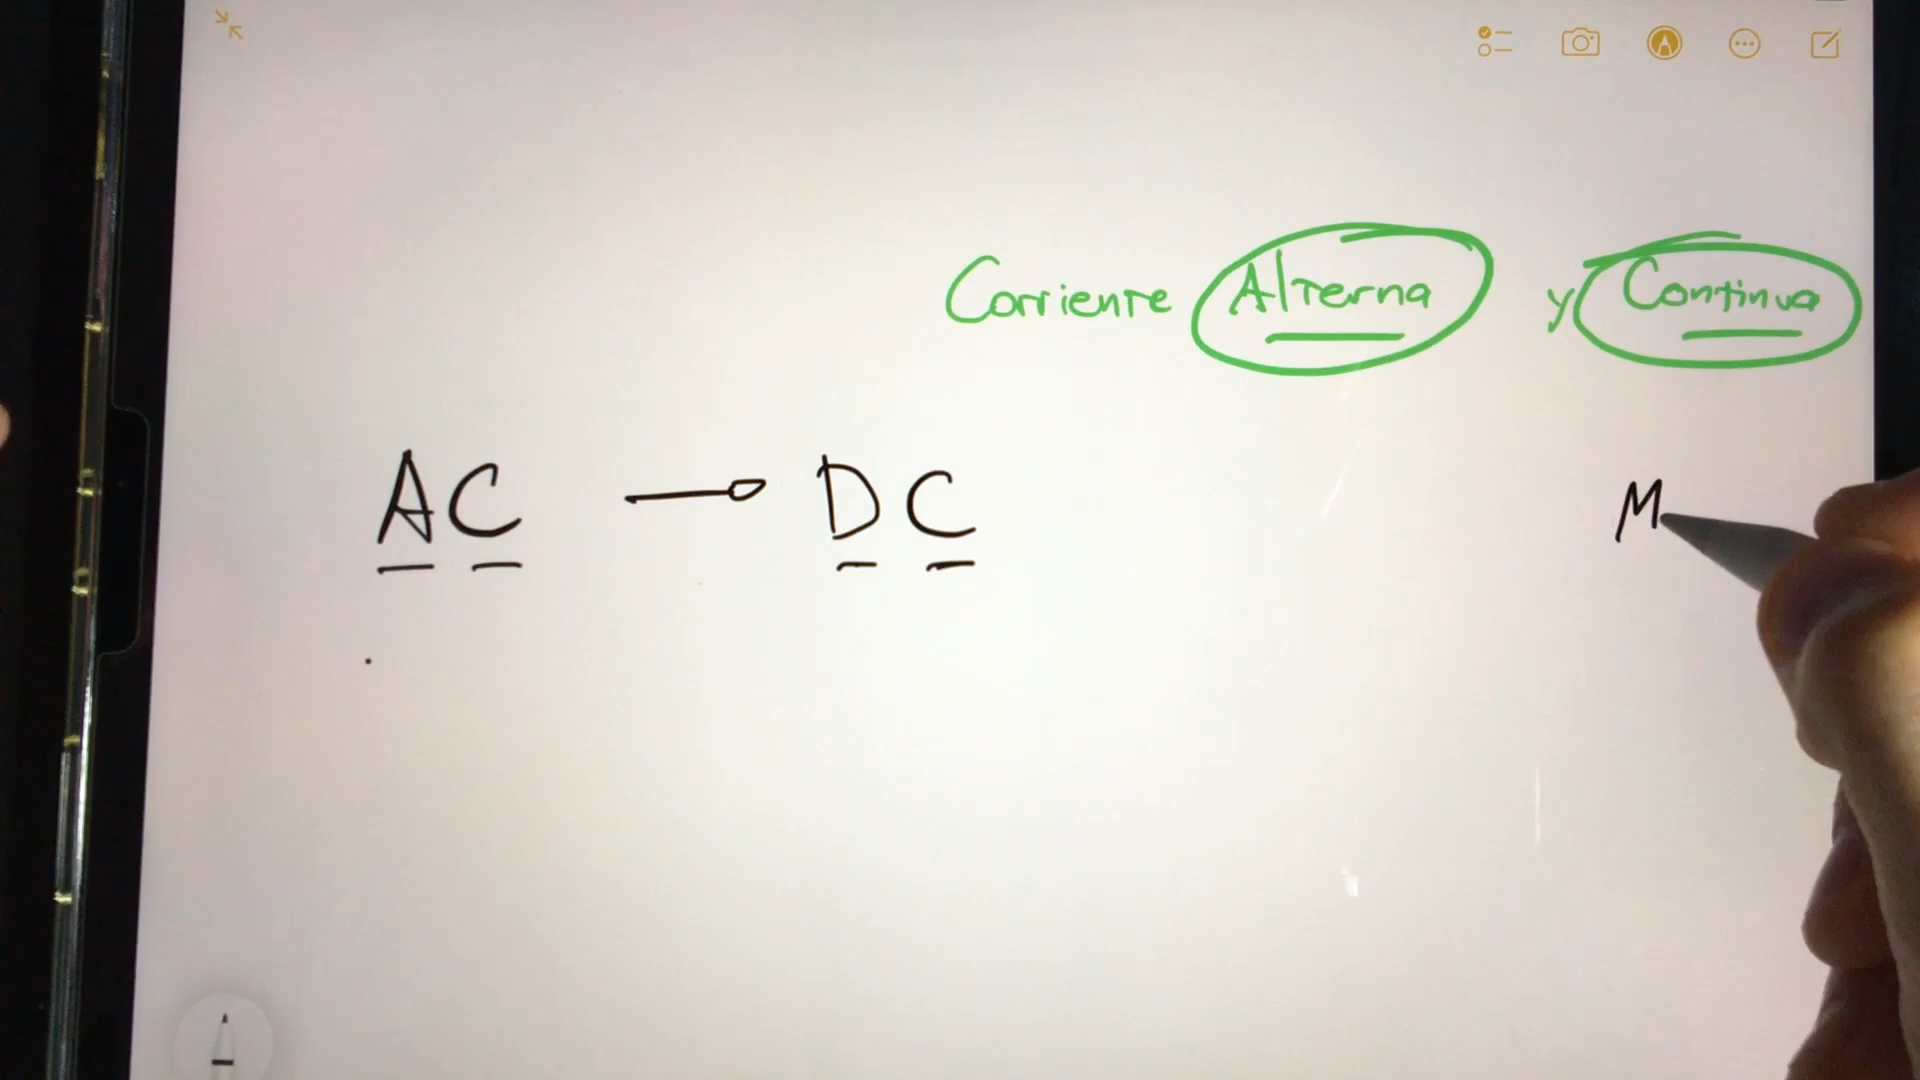 Corriente Alterna y Continua
AC → DC
M